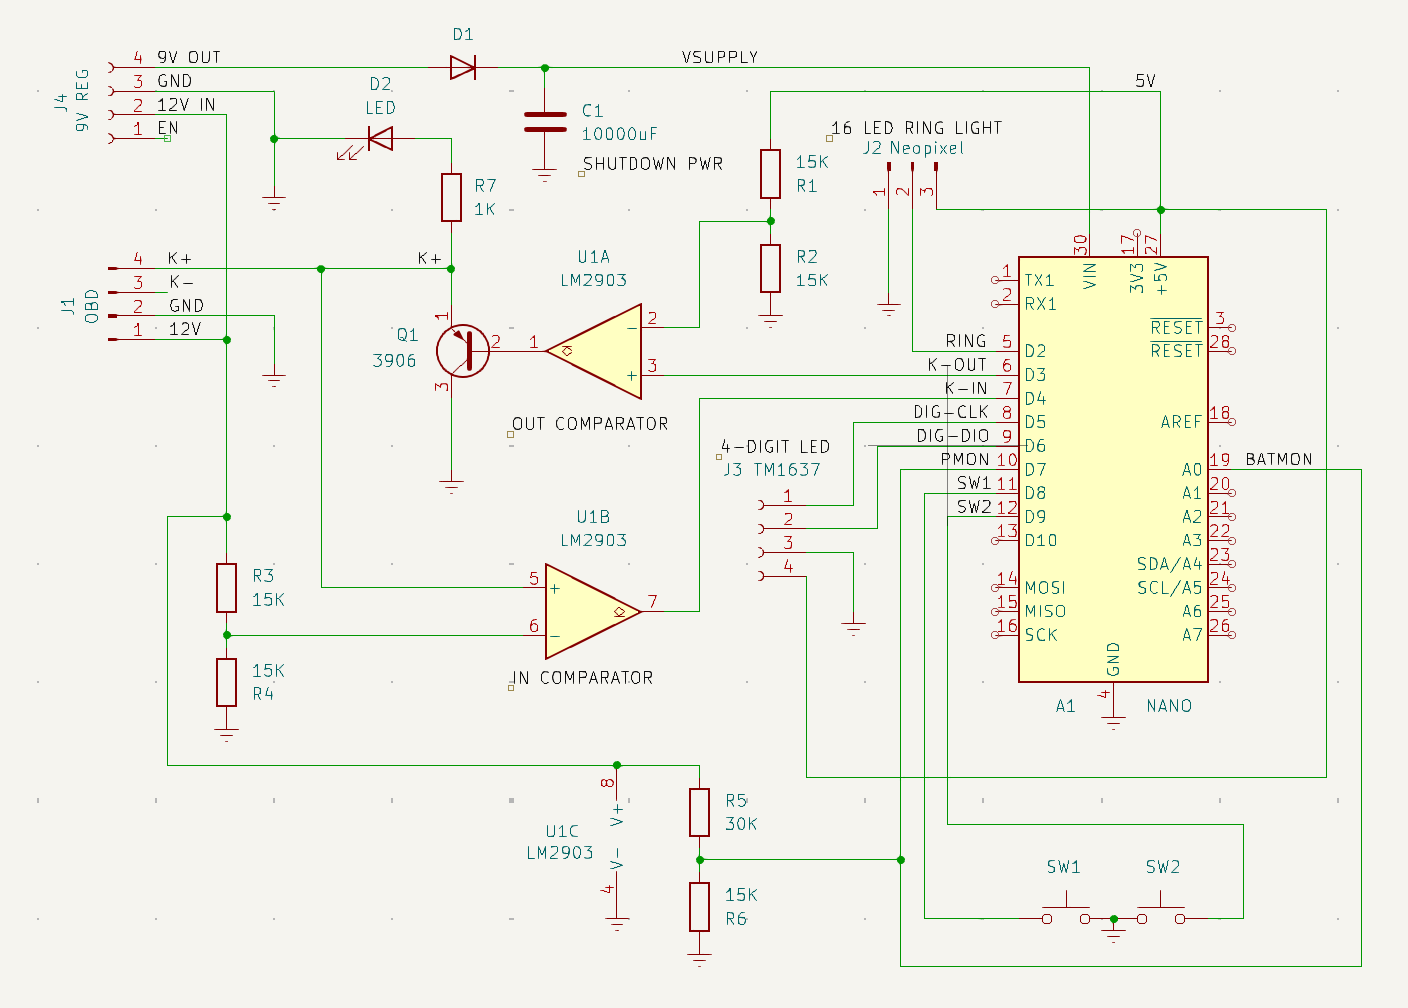 D1
4 9V OUT
VSUPPLY
3 GND
D2
LED
5V
J4
9V REG
2 12V IN
1 EN
C1
10000uF
16 LED RING LIGHT
J2 Neopixel
SHUTDOWN PWR
15K
R1
1
2
3
R7
1K
30
17
27
4 K+
K+
U1A
LM2903
R2
15K
VIN
3V3
+5V
3 K-
J1
OBD
2 GND
1 12V
1 TX1
2 RX1
1
2
-
RESET 3
Q1
3906
2
1
RING 5 D2
RESET 28
3
+
K-OUT 6 D3
3
K-IN 7 D4
OUT COMPARATOR
DIG-CLK 8 D5
AREF 18
4-DIGIT LED
J3 TM1637
DIG-DIO 9 D6
PMON 10 D7
A0 19 BATMON
SW1 11 D8
A1 20
1
SW2 12 D9
A2 21
U1B
LM2903
2
13 D10
A3 22
3
SDA/A4 23
R3
15K
5
+
4
14 MOSI
SCL/A5 24
7
15 MISO
A6 25
6
-
16 SCK
A7 26
15K
R4
GND
IN COMPARATOR
4
A1
NANO
8
V+
R5
30K
U1C
LM2903
V-
4
SW1
SW2
15K
R6